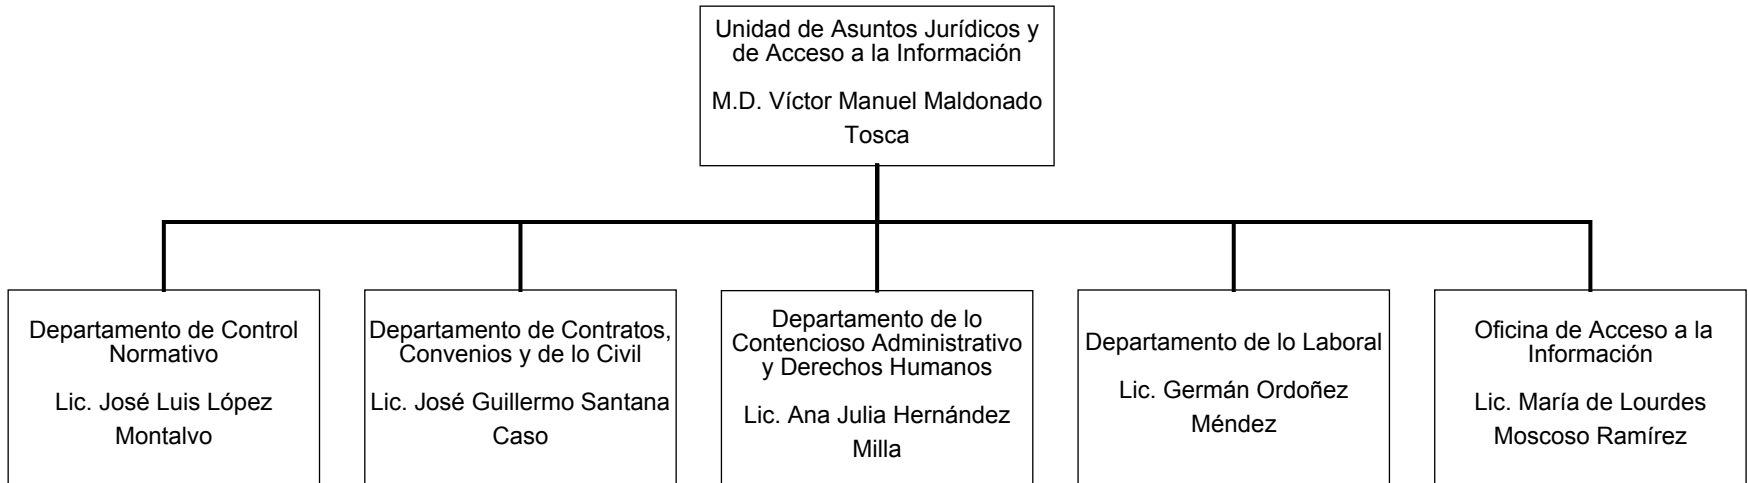 Unidad de Asuntos Jurídicos y
de Acceso a la Información
M.D. Víctor Manuel Maldonado
Tosca
Departamento de Control
Normativo
Lic. José Luis López
Montalvo
Departamento de Contratos,
Convenios y de lo Civil
Lic. José Guillermo Santana
Caso
Departamento de lo
Contencioso Administrativo
y Derechos Humanos
Lic. Ana Julia Hernández
Milla
Departamento de lo Laboral
Lic. Germán Ordoñez
Méndez
Oficina de Acceso a la
Información
Lic. María de Lourdes
Moscoso Ramírez